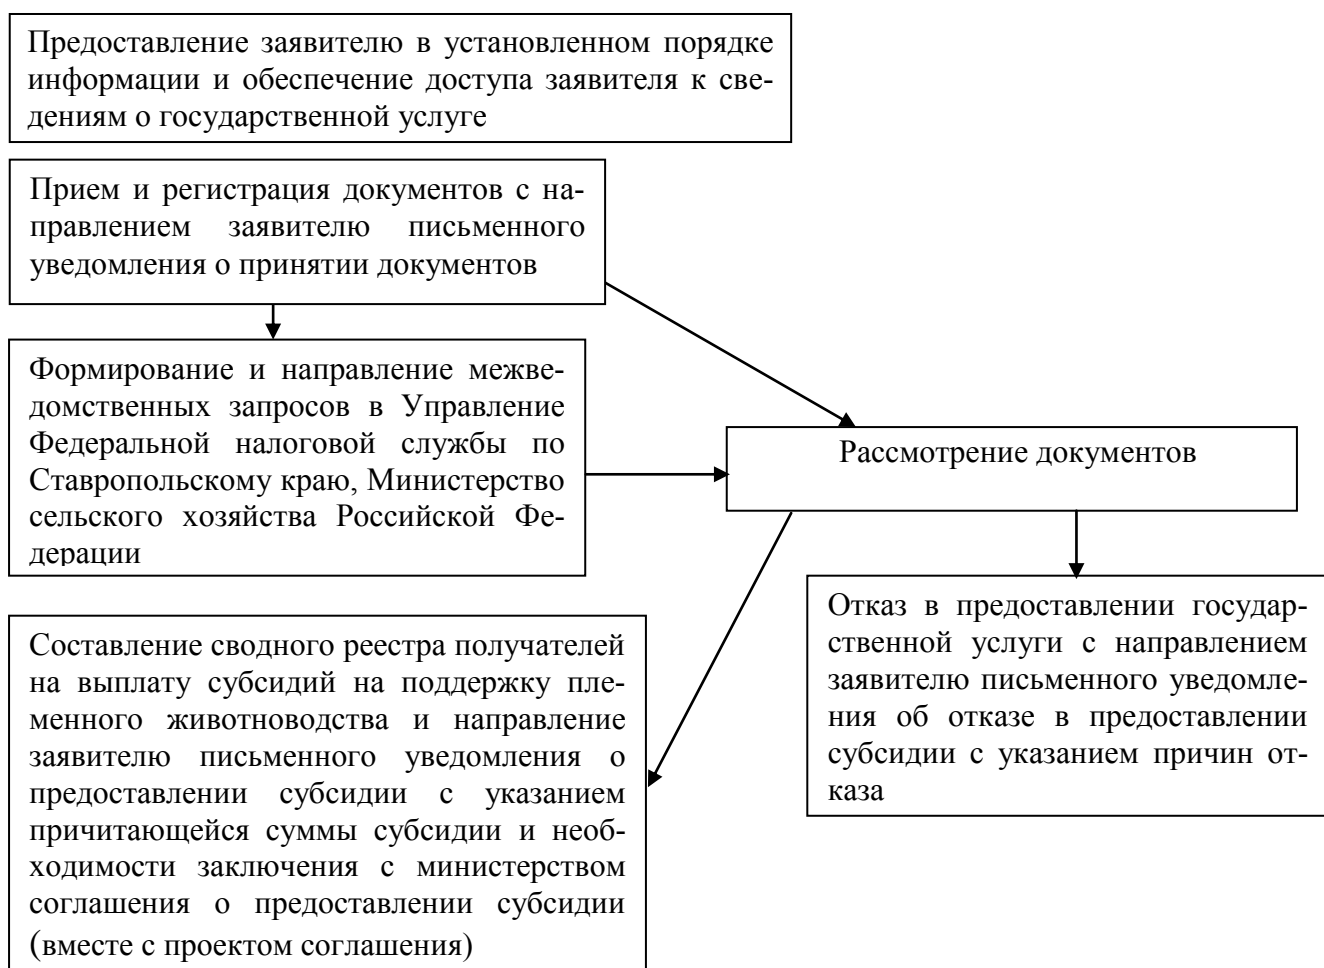 Предоставление заявителю в установленном порядке
информации и обеспечение доступа заявителя к све-
дениям о государственной услуге
Прием и регистрация документов с на-
правлением заявителю письменного
уведомления о принятии документов
Формирование и направление межве-
домственных запросов в Управление
Федеральной налоговой службы по
Ставропольскому краю, Министерство
сельского хозяйства Российской Фе-
дерации
Рассмотрение документов
Составление сводного реестра получателей
на выплату субсидий на поддержку пле-
менного животноводства и направление
заявителю письменного уведомления о
предоставлении субсидии с указанием
причитающейся суммы субсидии и необ-
ходимости заключения с министерством
соглашения о предоставлении субсидии
(вместе с проектом соглашения)
Отказ в предоставлении государ-
ственной услуги с направлением
заявителю письменного уведомле-
ния об отказе в предоставлении
субсидии с указанием причин от-
каза